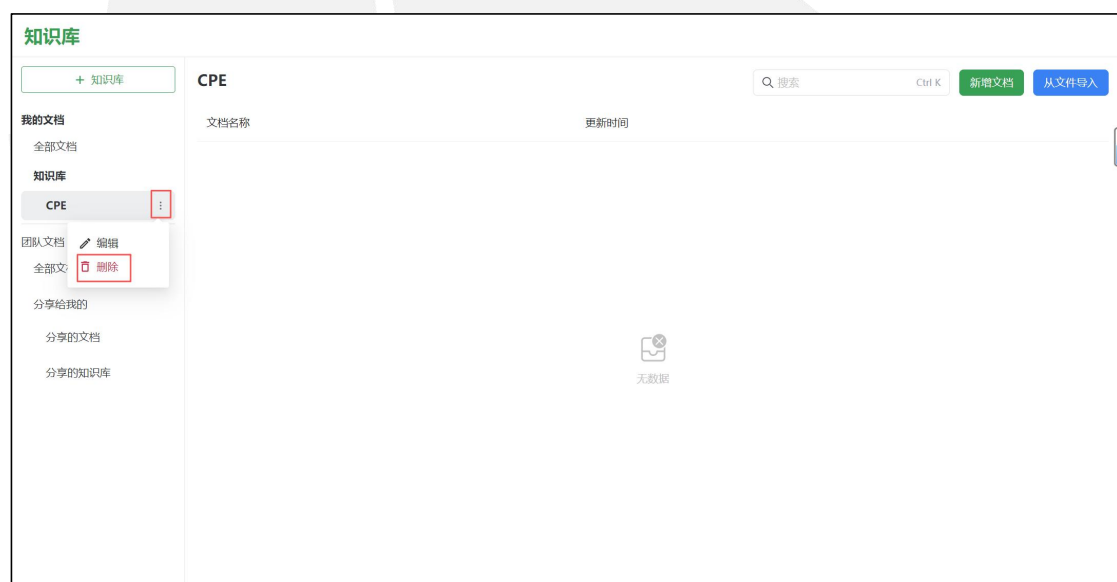 知识库
+ 知识库
CPE
搜索
Ctrl K
新增文档
从文件导入
我的文档
文档名称
更新时间
全部文档
知识库
CPE
团队文档
编辑
全部文
删除
分享给我的
分享的文档
分享的知识库
无数据